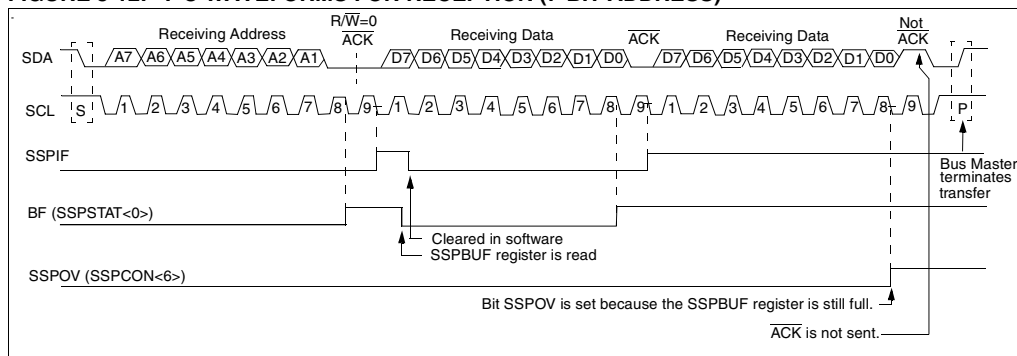 R/W=0
Not
Receiving Address
ACK
Receiving Data
ACK
Receiving Data
ACK
SDA
A7 A6 A5 A4 A3 A2 A1
D7 D6 D5 D4 D3 D2 D1 D0
D7 D6 D5 D4 D3 D2 D1 D0
SCL
S
1 2 3 4 5 6 7 8 9
1 2 3 4 5 6 7 8 9
1 2 3 4 5 6 7 8 9
P
SSPIF
Bus Master
terminates
transfer
BF (SSPSTAT<0>)
Cleared in software
SSPBUF register is read
SSPOV (SSPCON<6>)
Bit SSPOV is set because the SSPBUF register is still full.
ACK is not sent.